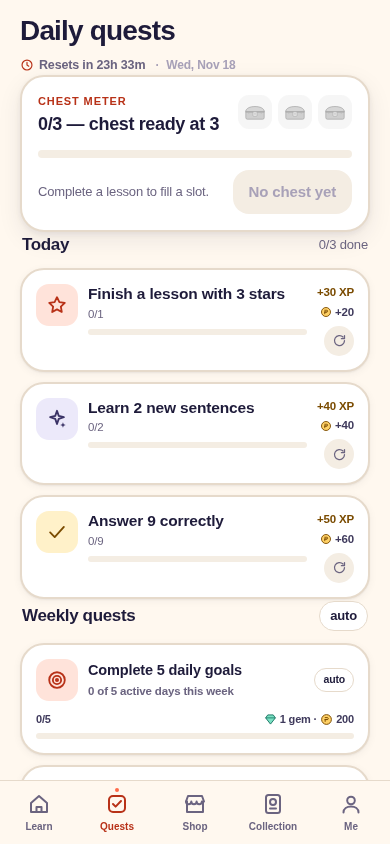 Daily quests
Resets in 23h 33m · Wed, Nov 18
CHEST METER
0/3 — chest ready at 3
Complete a lesson to fill a slot.
No chest yet
Today
0/3 done
Finish a lesson with 3 stars
+30 XP
0/1
+20
Learn 2 new sentences
+40 XP
0/2
+40
Answer 9 correctly
+50 XP
0/9
+60
Weekly quests
auto
Complete 5 daily goals
0 of 5 active days this week
auto
0/5
1 gem · 200
Learn
Quests
Shop
Collection
Me